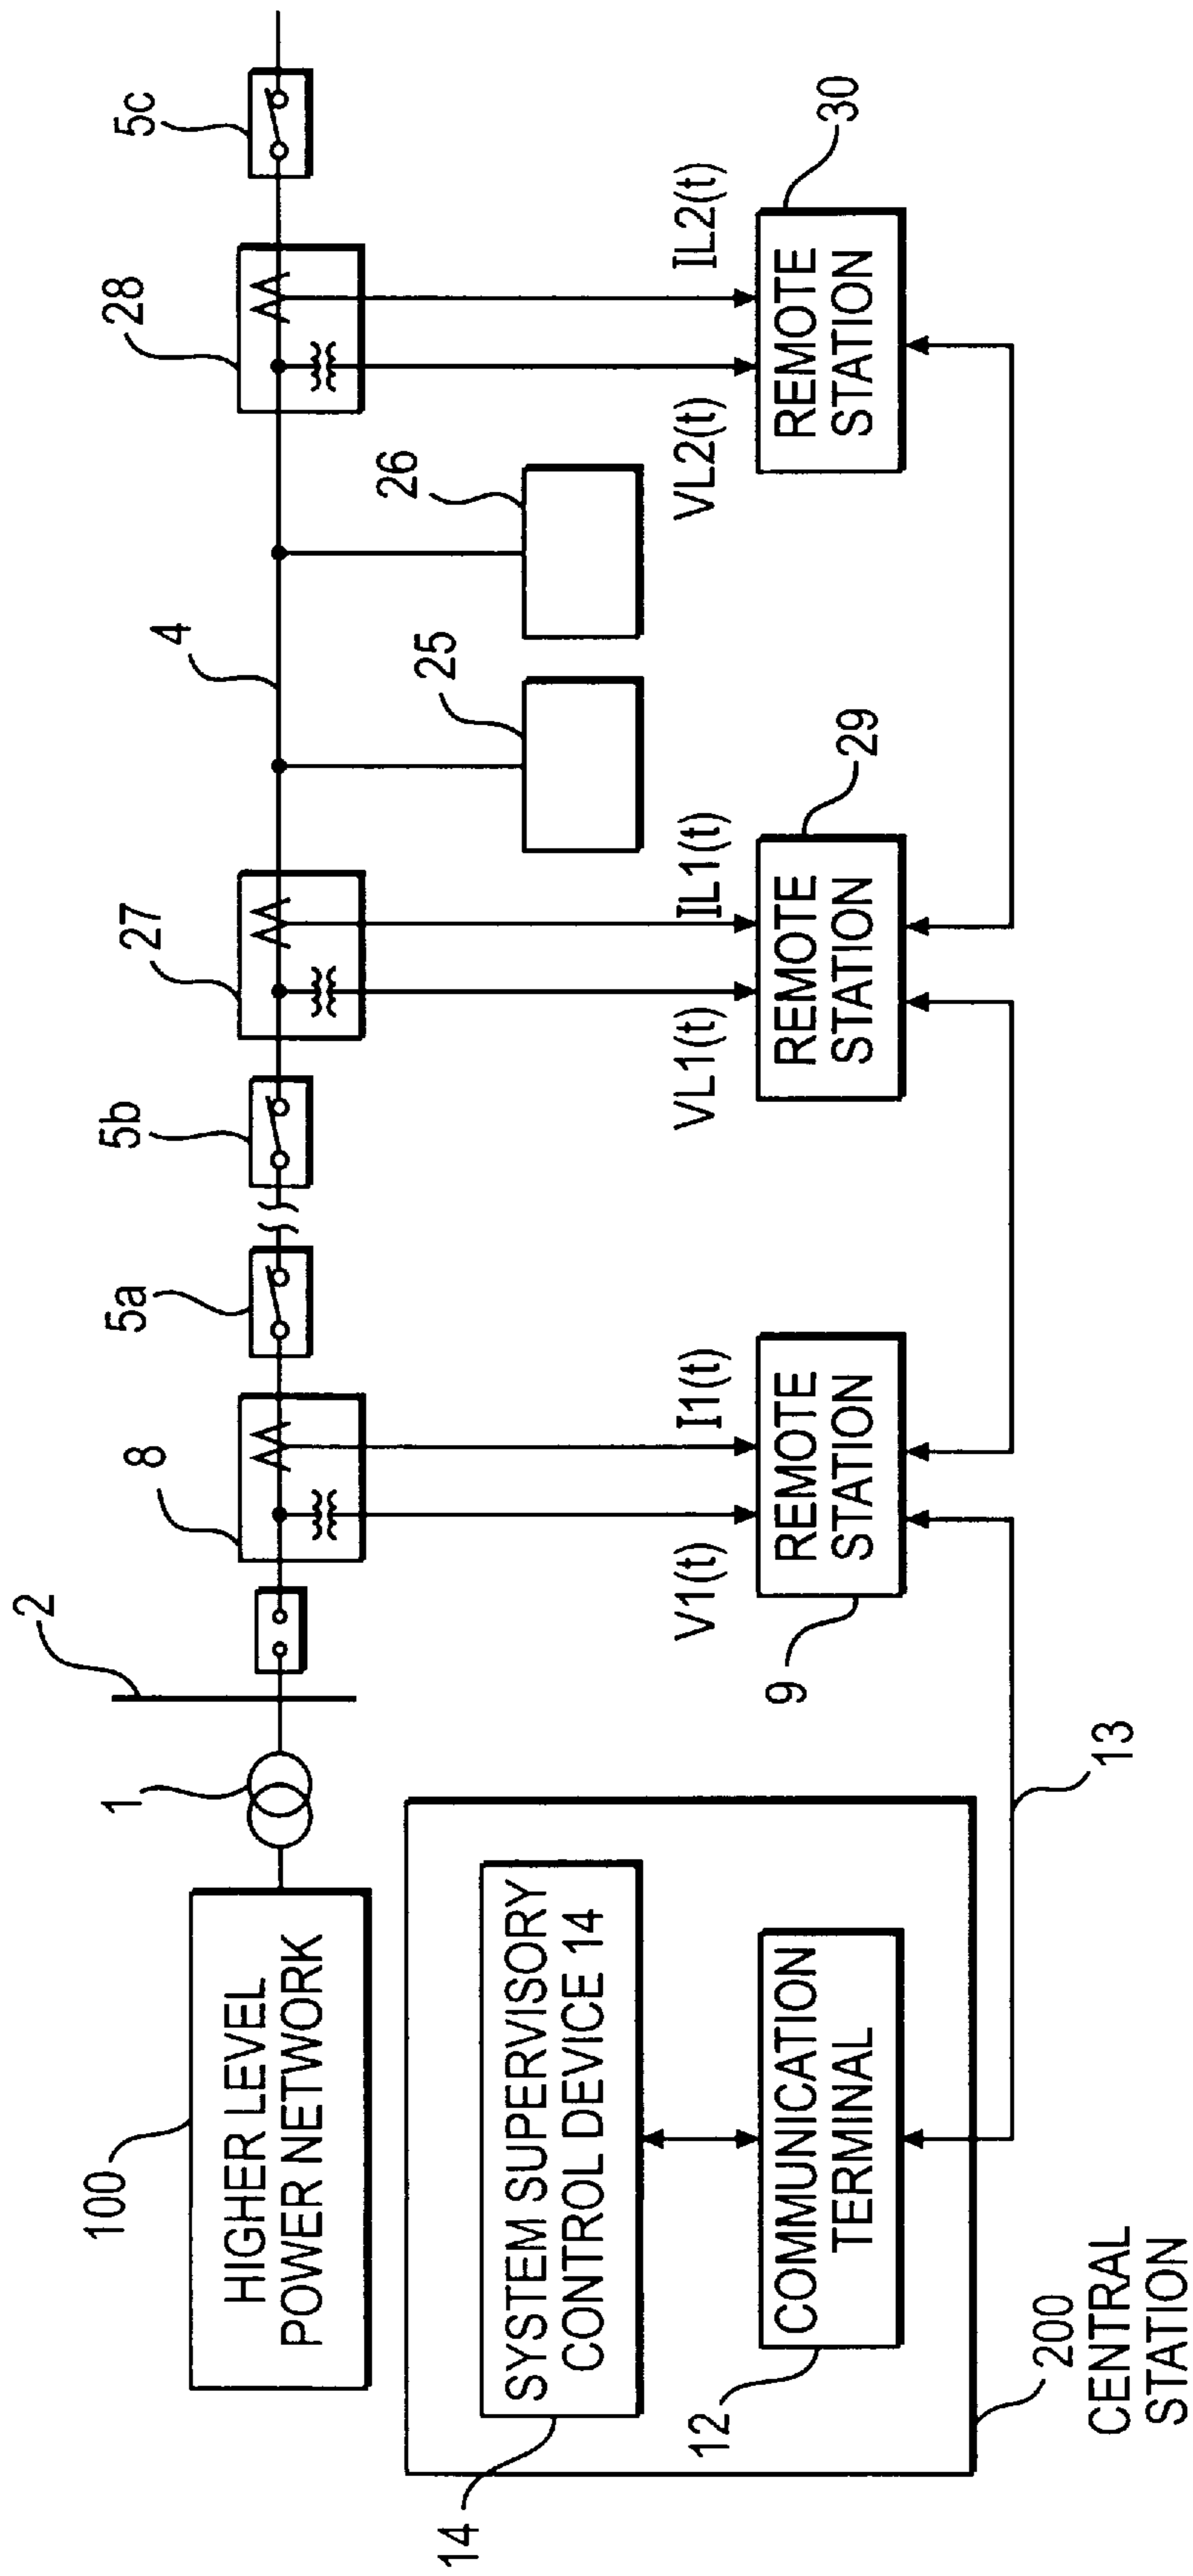 100
HIGHER LEVEL
POWER NETWORK
1
2
8
5a
5b
27
4
28
5c
25
26
V1(t)
I1(t)
VL1(t)
IL1(t)
VL2(t)
IL2(t)
14
SYSTEM SUPERVISORY
CONTROL DEVICE 14
12
COMMUNICATION
TERMINAL
9
REMOTE
STATION
REMOTE
STATION
29
REMOTE
STATION
30
13
200
CENTRAL
STATION